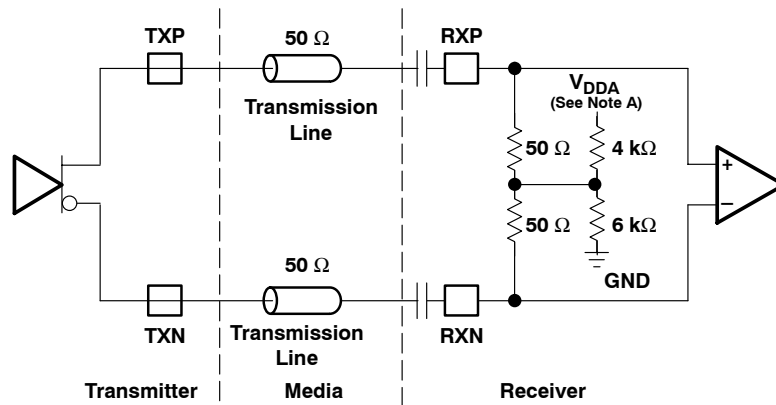 TXP
50 Ω
RXP
Transmission
Line
VDDA
(See Note A)
50 Ω
4 kΩ
+
50 Ω
6 kΩ
−
GND
50 Ω
TXN
Transmission
Line
RXN
Transmitter
Media
Receiver